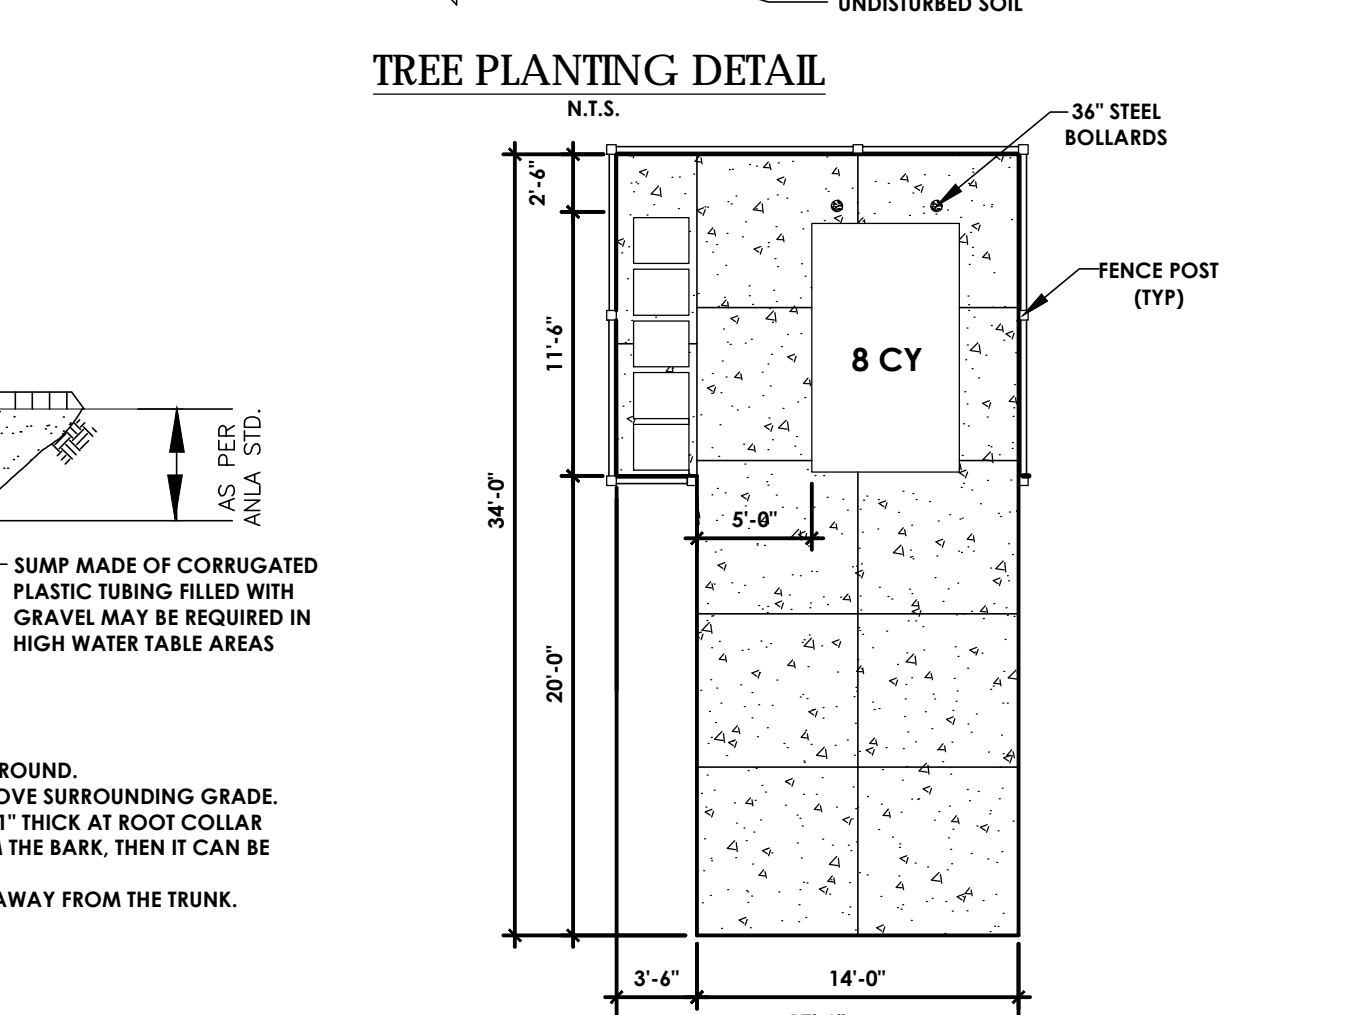 UNDISTURBED SOIL
TREE PLANTING DETAIL
N.T.S.
36" STEEL
BOLLARDS
2'-6"
FENCE POST
(TYP)
11'-6"
8 CY
AS PER
ANLA STD.
34'-0"
5'-0"
SUMP MADE OF CORRUGATED
PLASTIC TUBING FILLED WITH
GRAVEL MAY BE REQUIRED IN
HIGH WATER TABLE AREAS
20'-0"
ROUND.
OVE SURROUNDING GRADE.
1" THICK AT ROOT COLLAR
THE BARK, THEN IT CAN BE
AWAY FROM THE TRUNK.
3'-6"
14'-0"